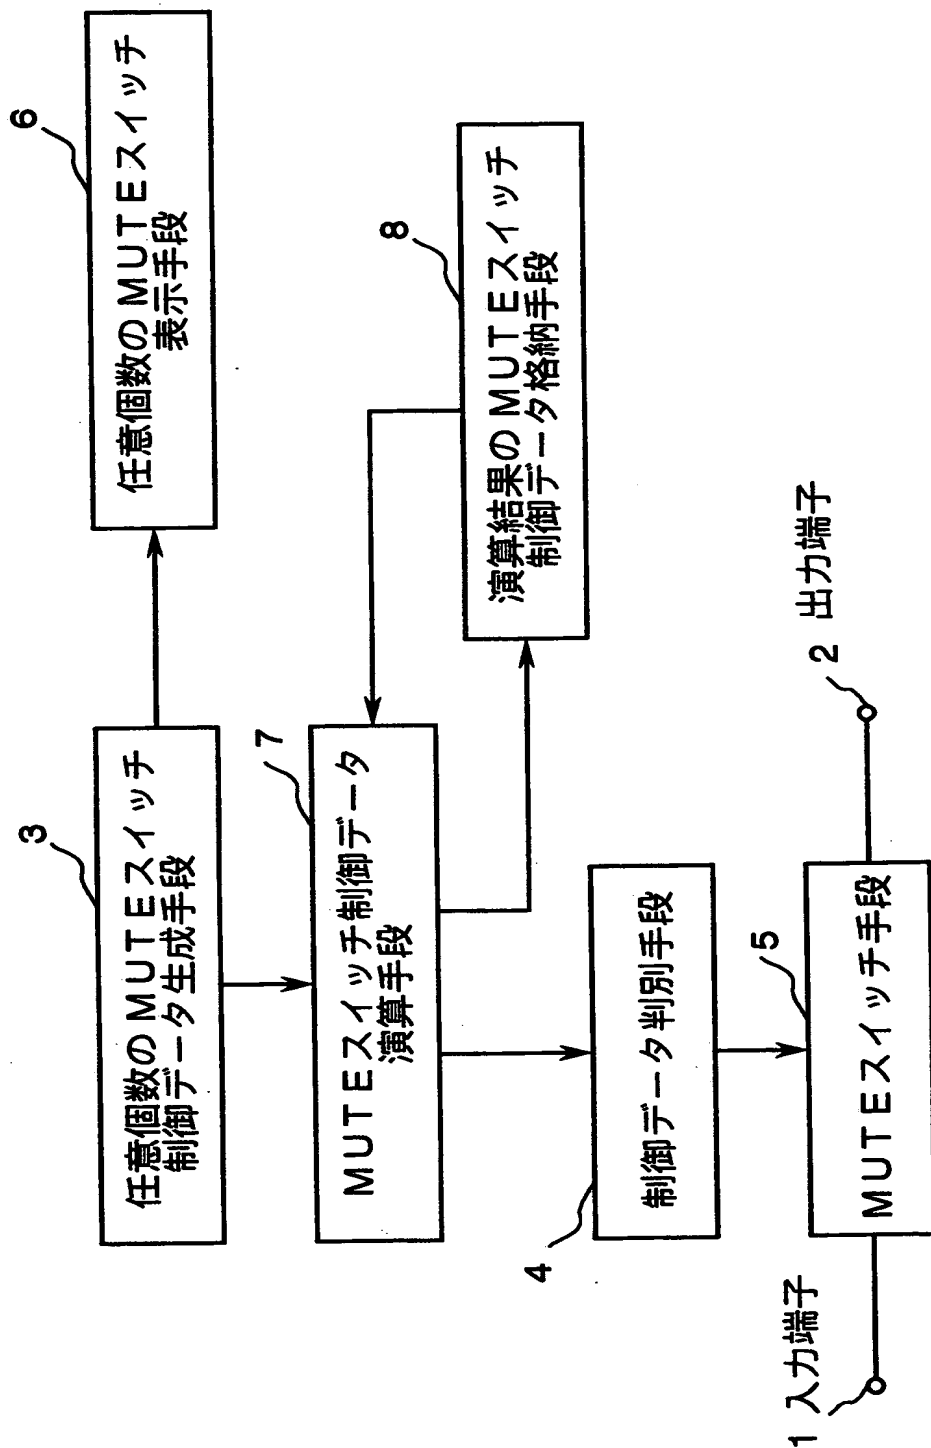 3
任意個数のMUTEスイッチ
制御データ生成手段
6
任意個数のMUTEスイッチ
表示手段
7
MUTEスイッチ制御データ
演算手段
8
演算結果のMUTEスイッチ
制御データ格納手段
4
制御データ判別手段
5
MUTEスイッチ手段
1 入力端子
2 出力端子